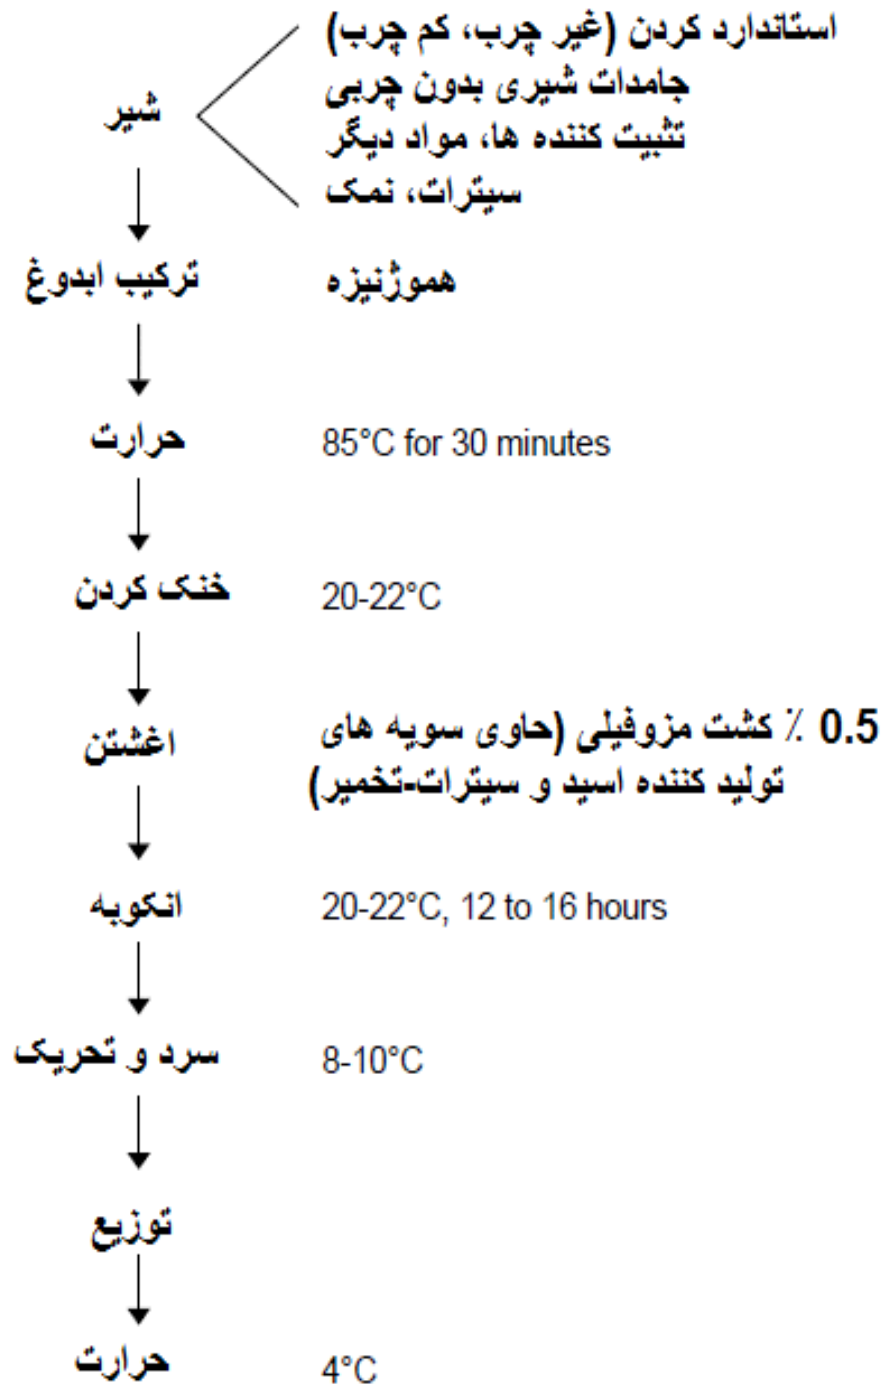 استاندارد کردن (غیر چرب، کم چرب)
جامدات شیری بدون چربی
شیر
تثبیت کننده ها، مواد دیگر
سیترات، نمک
ترکیب ابدوغ
هموژنیزه
حرارت
85°C for 30 minutes
خنک کردن
20-22°C
اغشتن
0.5 ٪ کشت مزوفیلی (حاوی سویه های
تولید کننده اسید و سیترات-تخمیر)
انکوبه
20-22°C, 12 to 16 hours
سرد و تحریک
8-10°C
توزیع
حرارت
4°C